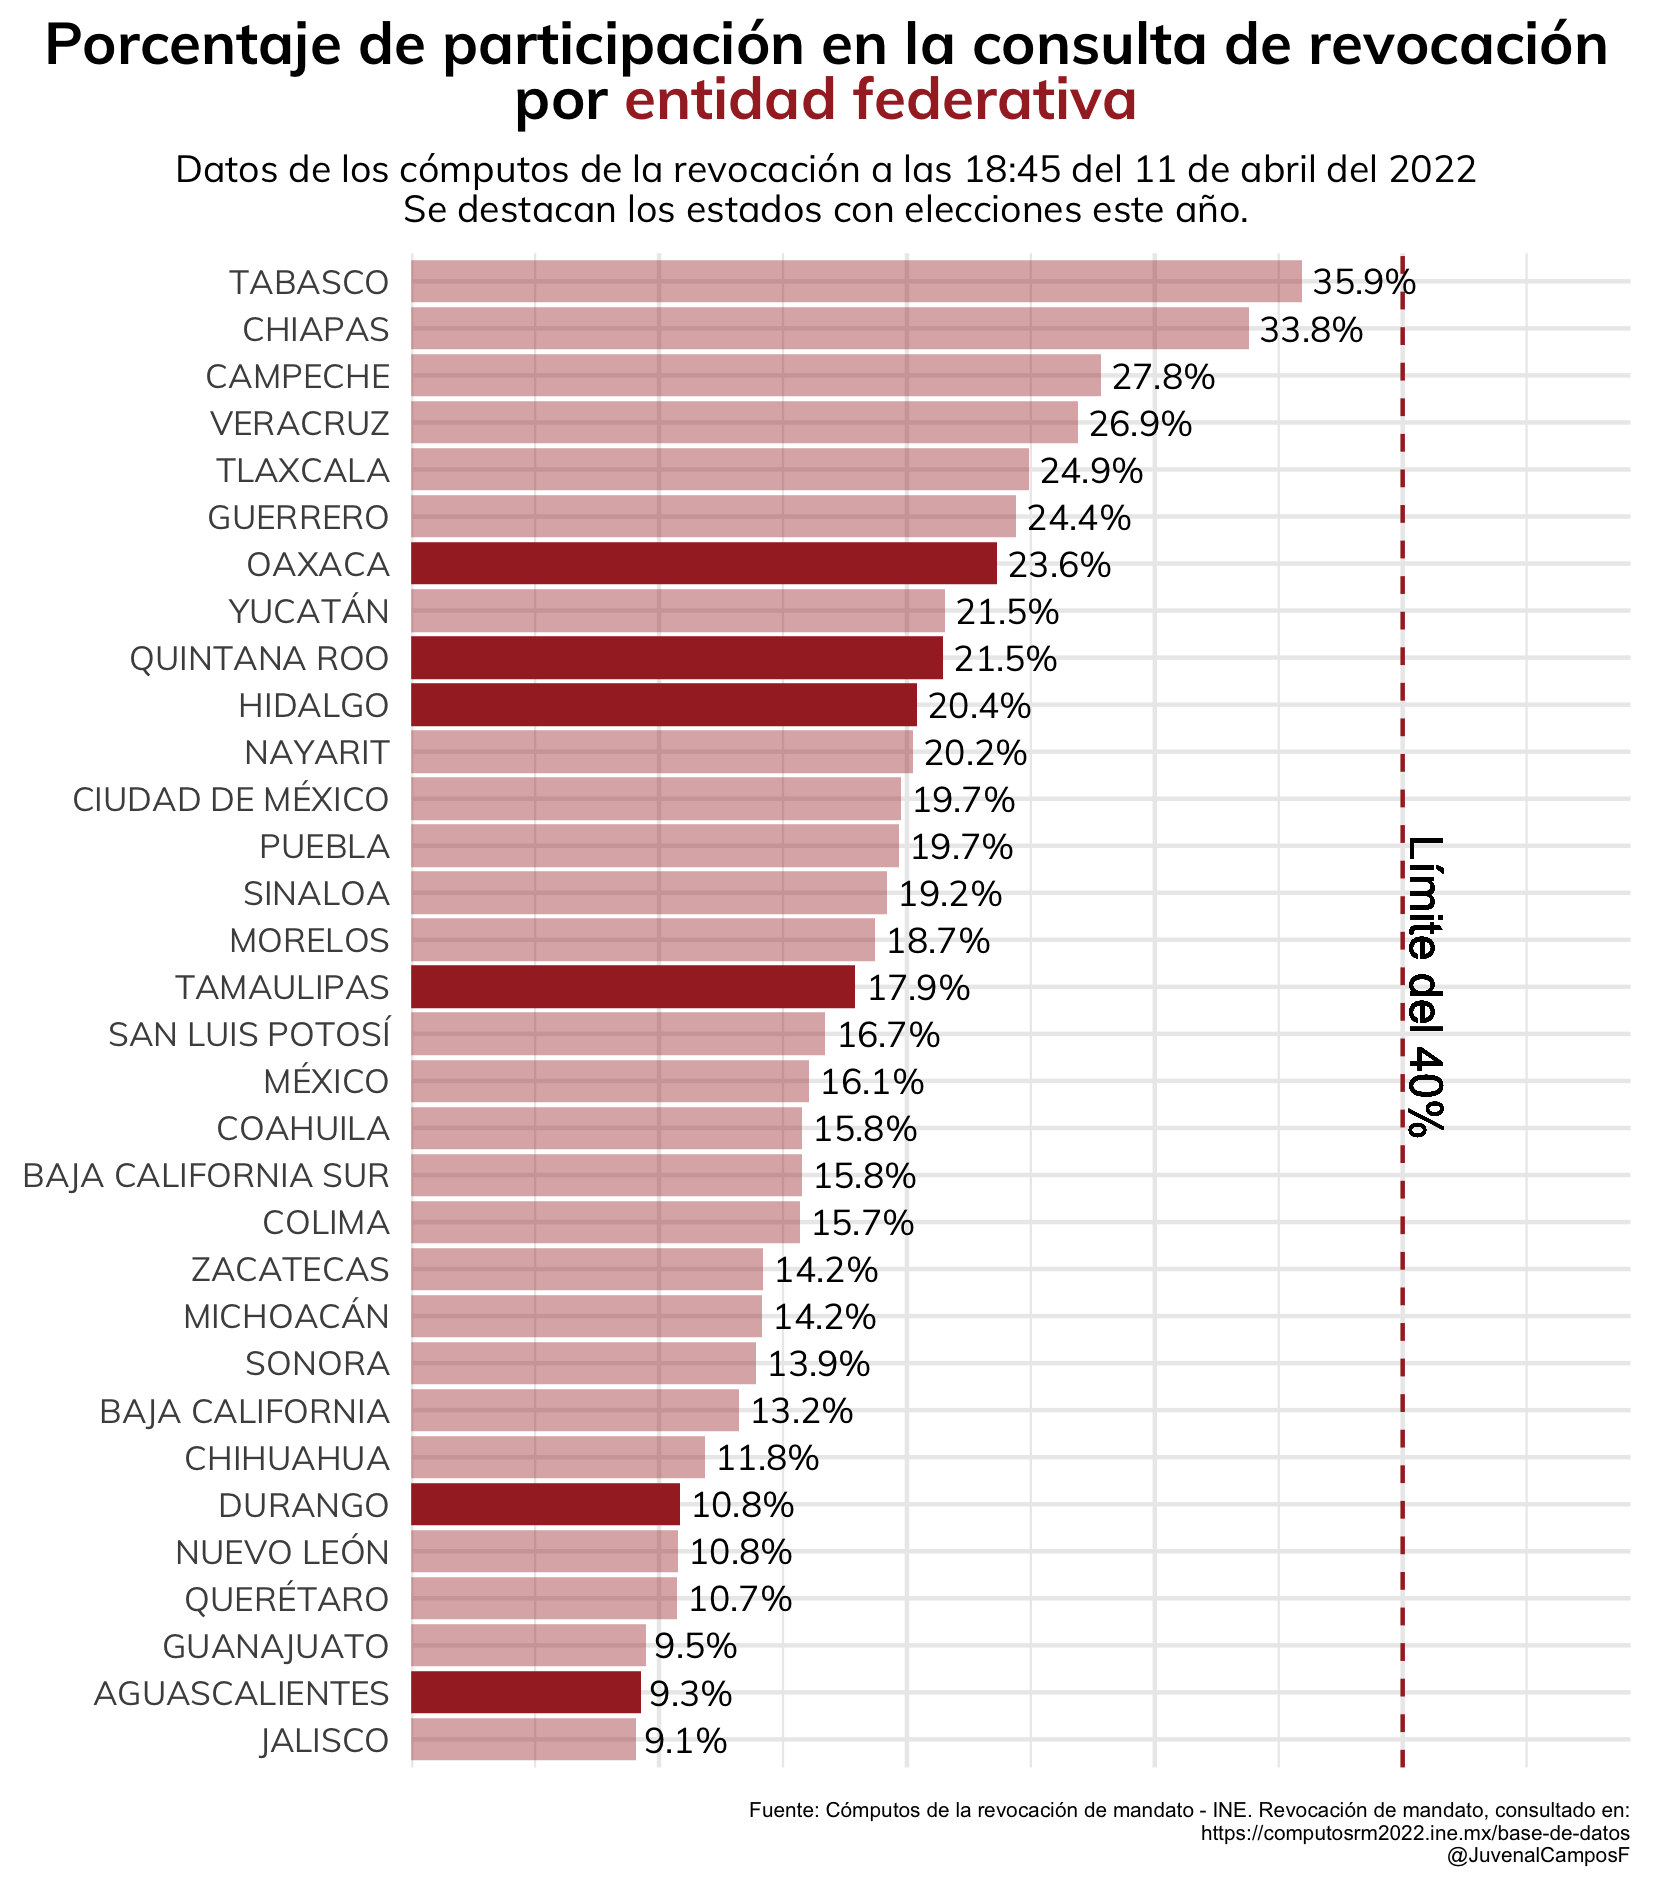 Porcentaje de participación en la consulta de revocación
por entidad federativa
Datos de los cómputos de la revocación a las 18:45 del 11 de abril del 2022
Se destacan los estados con elecciones este año.
TABASCO 35.9%
CHIAPAS 33.8%
CAMPECHE 27.8%
VERACRUZ 26.9%
TLAXCALA 24.9%
GUERRERO 24.4%
OAXACA 23.6%
YUCATÁN 21.5%
QUINTANA ROO 21.5%
HIDALGO 20.4%
NAYARIT 20.2%
CIUDAD DE MÉXICO 19.7%
PUEBLA 19.7%
SINALOA 19.2%
MORELOS 18.7%
TAMAULIPAS 17.9%
SAN LUIS POTOSÍ 16.7%
MÉXICO 16.1%
COAHUILA 15.8%
BAJA CALIFORNIA SUR 15.8%
COLIMA 15.7%
ZACATECAS 14.2%
MICHOACÁN 14.2%
SONORA 13.9%
BAJA CALIFORNIA 13.2%
CHIHUAHUA 11.8%
DURANGO 10.8%
NUEVO LEÓN 10.8%
QUERÉTARO 10.7%
GUANAJUATO 9.5%
AGUASCALIENTES 9.3%
JALISCO 9.1%
Límite del 40%
Fuente: Cómputos de la revocación de mandato - INE. Revocación de mandato, consultado en:
https://computosrm2022.ine.mx/base-de-datos
@JuvenalCamposF